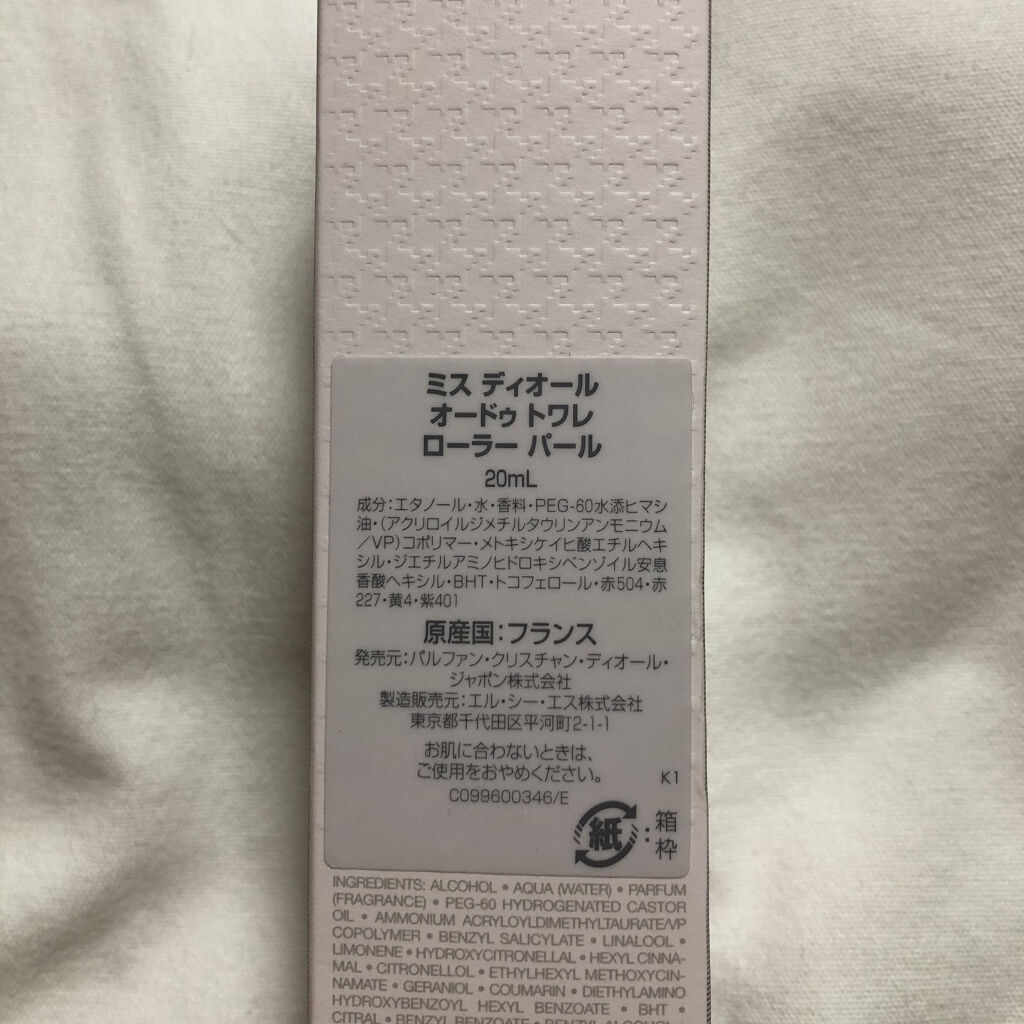 ミス ディオール
オードゥ トワレ
ローラー パール
20mL
成分:エタノール・水・香料・PEG-60水添ヒマシ
油・(アクリロイルジメチルタウリンアンモニウム
/VP)コポリマー・メトキシケイヒ酸エチルヘキ
シル・ジエチルアミノヒドロキシベンゾイル安息
香酸ヘキシル・BHT・トコフェロール・赤504・赤
227・黄4・紫401
原産国:フランス
発売元:パルファン・クリスチャン・ディオール・
ジャポン株式会社
製造販売元:エル・シー・エス株式会社
東京都千代田区平河町2-1-1
お肌に合わないときは、
ご使用をおやめください。
K1
C099600346/E
紙:箱
枠
INGREDIENTS: ALCOHOL • AQUA (WATER) • PARFUM
(FRAGRANCE) • PEG-60 HYDROGENATED CASTOR
OIL • AMMONIUM ACRYLOYLDIMETHYLTAURATE/VP
COPOLYMER • BENZYL SALICYLATE • LINALOOL •
LIMONENE • HYDROXYCITRONELLAL • HEXYL CINNA-
MAL • CITRONELLOL • ETHYLHEXYL METHOXYCIN-
NAMATE • GERANIOL • COUMARIN • DIETHYLAMINO
HYDROXYBENZOYL HEXYL BENZOATE • BHT •
CITRAL • BENZYL BENZOATE • BENZYL ALCOHOL •